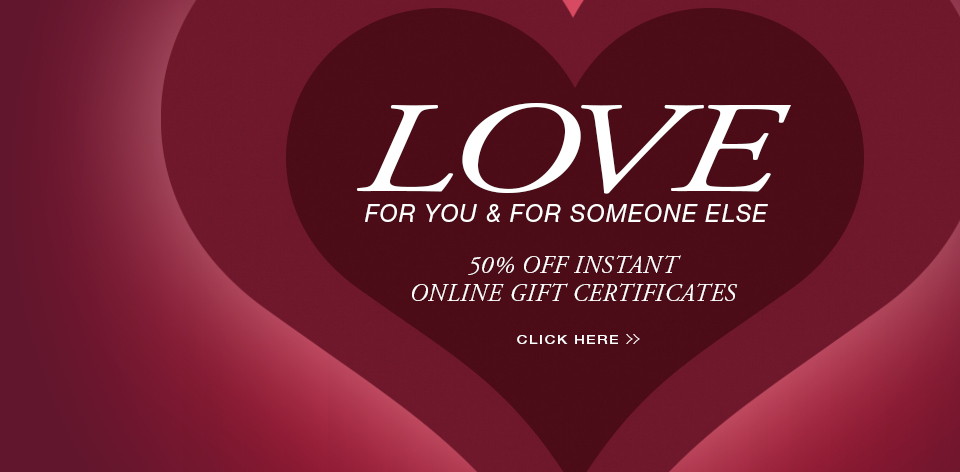 LOVE
FOR YOU & FOR SOMEONE ELSE
50% OFF INSTANT
ONLINE GIFT CERTIFICATES
CLICK HERE >>